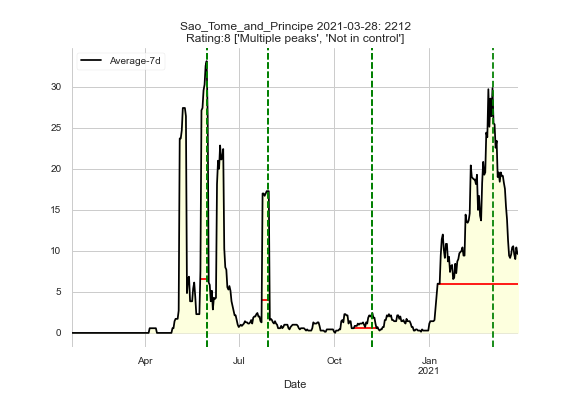 Sao_Tome_and_Principe 2021-03-28: 2212
Rating:8 ['Multiple peaks', 'Not in control']
Average-7d
30
25
20
15
10
5
0
Apr
Jul
Oct
Jan
2021
Date